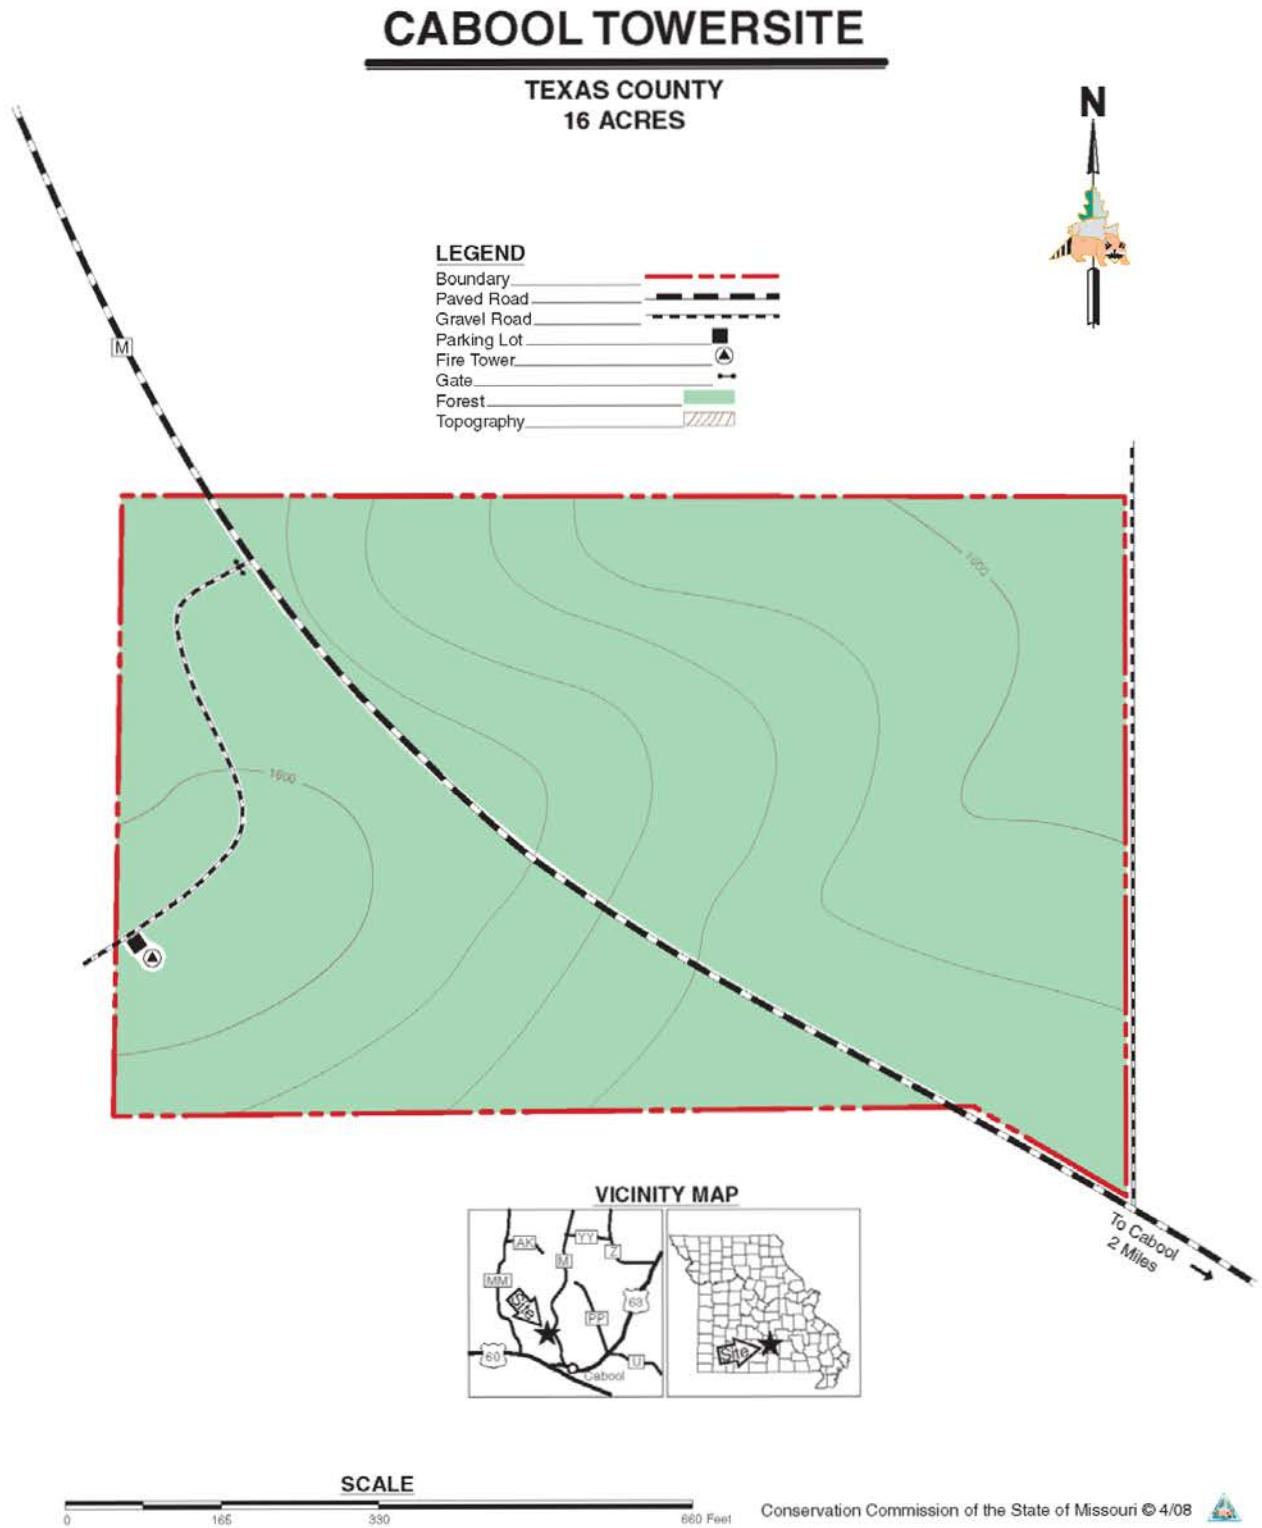 CABOOL TOWERSITE
TEXAS COUNTY
16 ACRES
N
LEGEND
Boundary
Paved Road
Gravel Road
Parking Lot
Fire Tower
Gate
Forest
Topography
M
1600
1600
To Cabool
2 Miles
VICINITY MAP
AK
YY
Z
M
MM
Site
63
PP
60
U
Cabool
Site
SCALE
0
165
330
660 Feet
Conservation Commission of the State of Missouri © 4/08